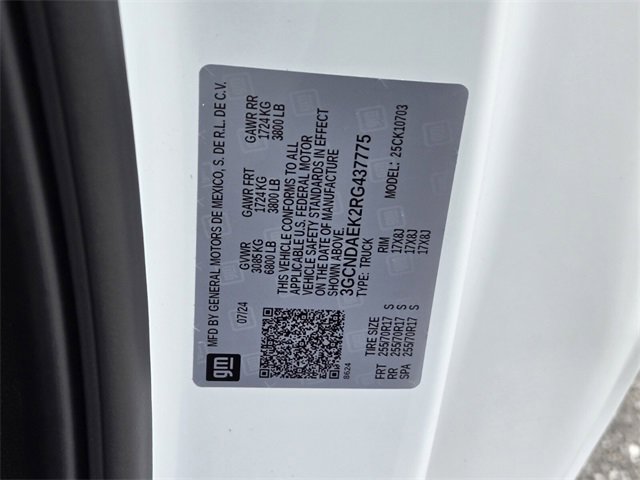 MFD BY GENERAL MOTORS DE MEXICO, S. DE R.L. DE C.V.
07/24
GVWR GAWR FRT GAWR RR
3085 KG 1724 KG 1724 KG
6800 LB 3800 LB 3800 LB
THIS VEHICLE CONFORMS TO ALL
APPLICABLE U.S. FEDERAL MOTOR
VEHICLE SAFETY STANDARDS IN EFFECT
ON THE DATE OF MANUFACTURE
SHOWN ABOVE.
3GCNDAEK2RG437775
TYPE: TRUCK MODEL: 25CK10703
gm
8624
TIRE SIZE RIM
FRT 255/70R17 S 17X8J
RR 255/70R17 S 17X8J
SPA 255/70R17 S 17X8J